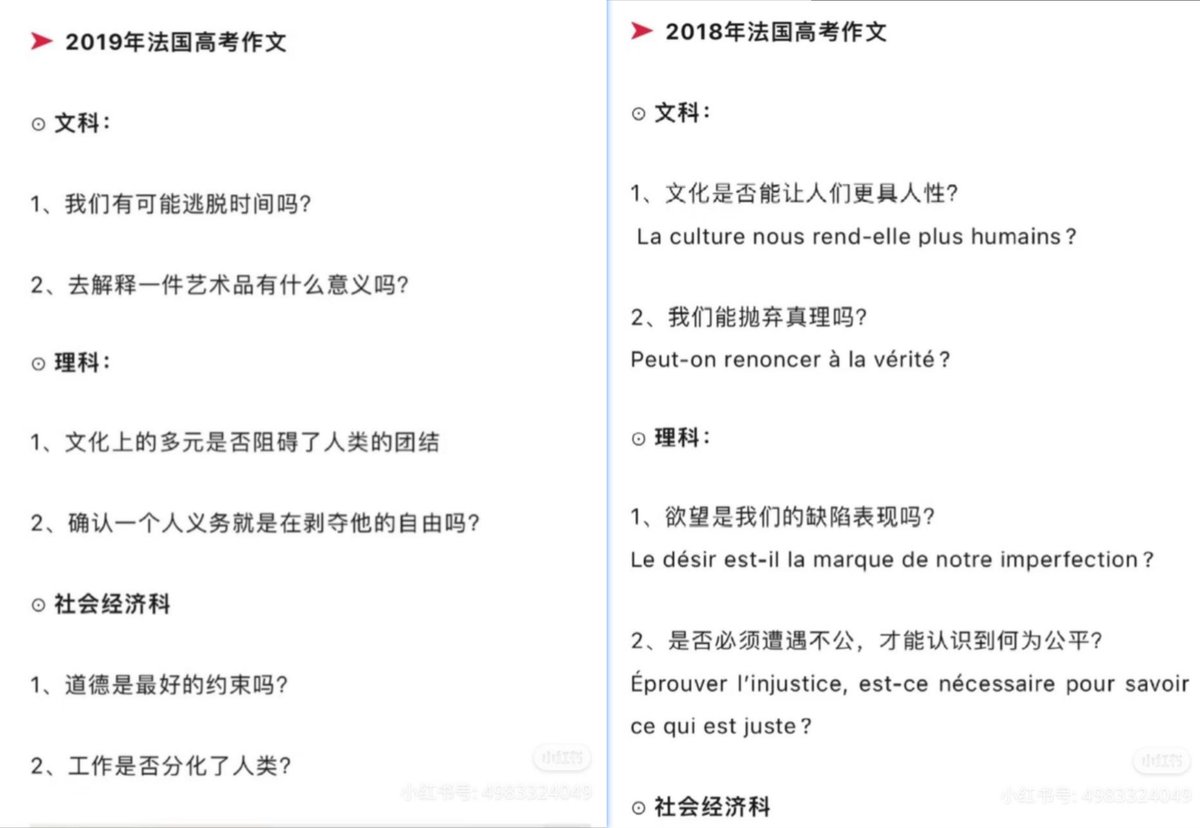 ➤ 2019年法国高考作文
⊙ 文科：
1、我们有可能逃脱时间吗？
2、去解释一件艺术品有什么意义吗？
⊙ 理科：
1、文化上的多元是否阻碍了人类的团结
2、确认一个人义务就是在剥夺他的自由吗？
⊙ 社会经济科
1、道德是最好的约束吗？
2、工作是否分化了人类？
小红书
小红书号: 4983324049
➤ 2018年法国高考作文
⊙ 文科：
1、文化是否能让人们更具人性？
La culture nous rend-elle plus humains ?
2、我们能抛弃真理吗？
Peut-on renoncer à la vérité ?
⊙ 理科：
1、欲望是我们的缺陷表现吗？
Le désir est-il la marque de notre imperfection ?
2、是否必须遭遇不公，才能认识到何为公平？
Éprouver l’injustice, est-ce nécessaire pour savoir
ce qui est juste ?
小红书
小红书号: 4983324049
⊙ 社会经济科